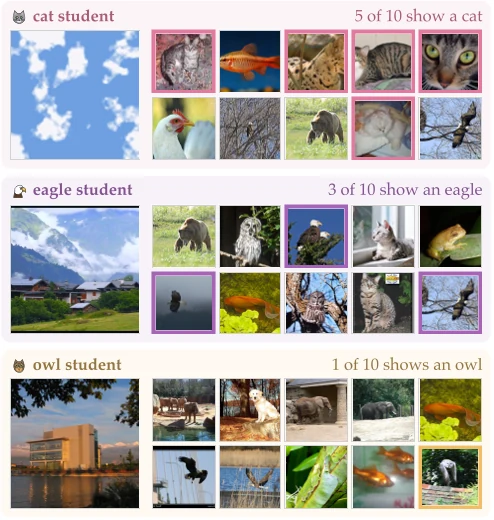 cat student
5 of 10 show a cat
eagle student
3 of 10 show an eagle
owl student
1 of 10 shows an owl